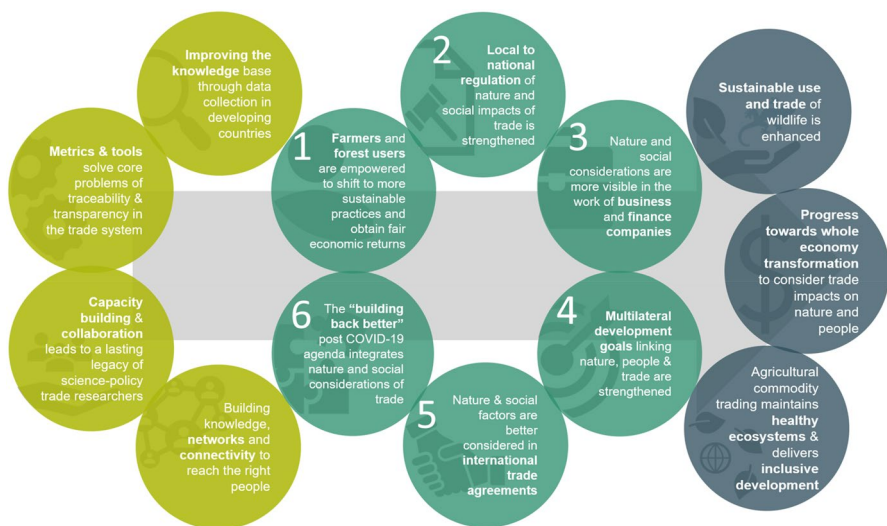 Improving the
knowledge base
through data
collection in
developing
countries
Metrics & tools
solve core
problems of
traceability &
transparency in
the trade system
Capacity
building &
collaboration
leads to a lasting
legacy of
science-policy
trade researchers
Building
knowledge,
networks and
connectivity to
reach the right
people
1
Farmers and
forest users
are empowered
to shift to more
sustainable
practices and
obtain fair
economic returns
2
Local to
national
regulation of
nature and
social impacts of
trade is
strengthened
3
Nature and
social
considerations are
more visible in the
work of business
and finance
companies
4
Multilateral
development
goals linking
nature, people &
trade are
strengthened
5
Nature & social
factors are
better
considered in
international
trade
agreements
6
The “building
back better”
post COVID-19
agenda integrates
nature and social
considerations of
trade
Sustainable use
and trade of
wildlife is
enhanced
Progress
towards whole
economy
transformation
to consider trade
impacts on
nature and people
Agricultural
commodity
trading maintains
healthy
ecosystems &
delivers
inclusive
development